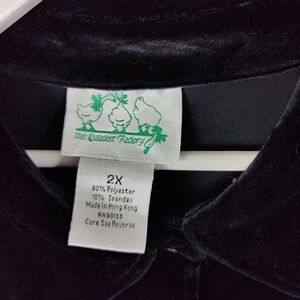 the Quacker Factory
2X
90% Polyester
10% Spandex
Made in Hong Kong
RN90133
Care See Reverse